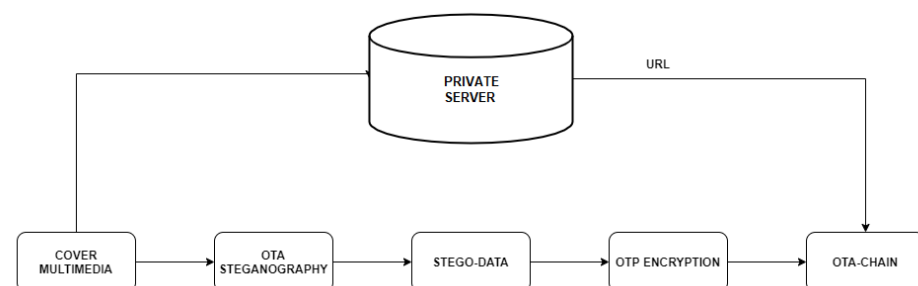 PRIVATE
SERVER
URL
COVER
MULTIMEDIA
OTA
STEGANOGRAPHY
STEGO-DATA
OTP ENCRYPTION
OTA-CHAIN